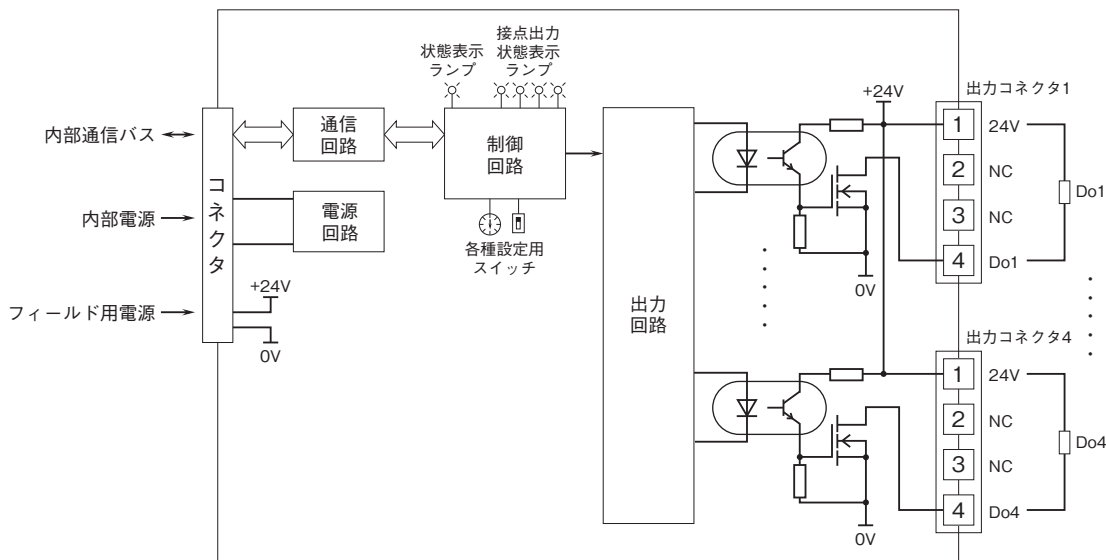 状態表示
ランプ
接点出力
状態表示
ランプ
内部通信バス
内部電源
フィールド用電源
コネクタ
通信
回路
電源
回路
+24V
0V
制御
回路
各種設定用
スイッチ
出力
回路
+24V
0V
出力コネクタ1
1 24V
2 NC
3 NC
4 Do1
Do1
0V
出力コネクタ4
1 24V
2 NC
3 NC
4 Do4
Do4